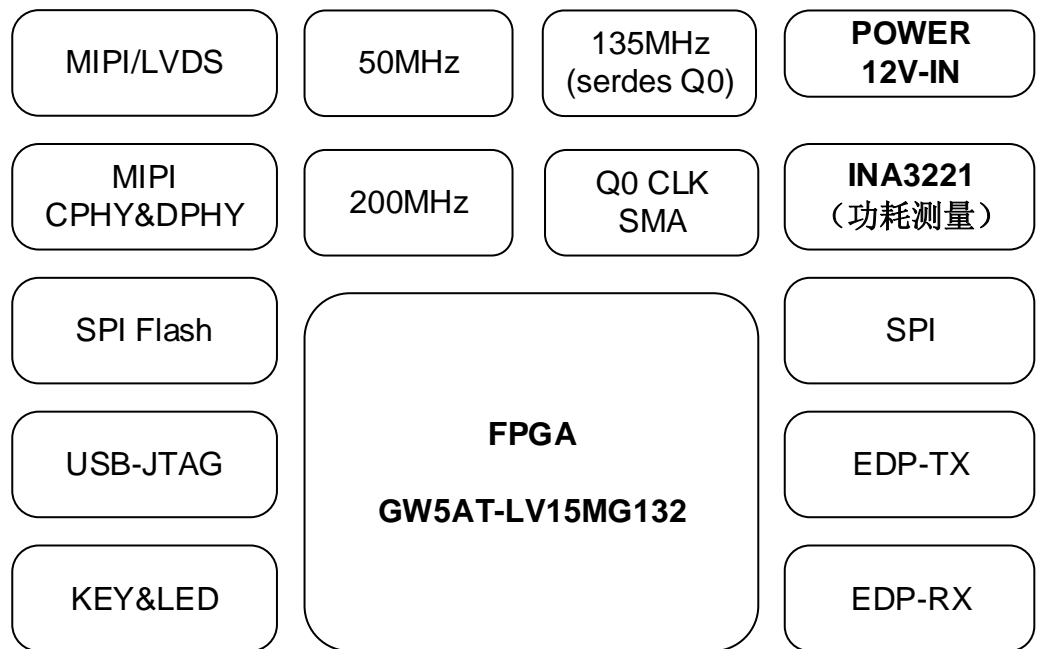 MIPI/LVDS
50MHz
135MHz
(serdes Q0)
POWER
12V-IN
MIPI
CPHY&DPHY
200MHz
Q0 CLK
SMA
INA3221
（功耗测量）
SPI Flash
SPI
FPGA
GW5AT-LV15MG132
USB-JTAG
EDP-TX
KEY&LED
EDP-RX